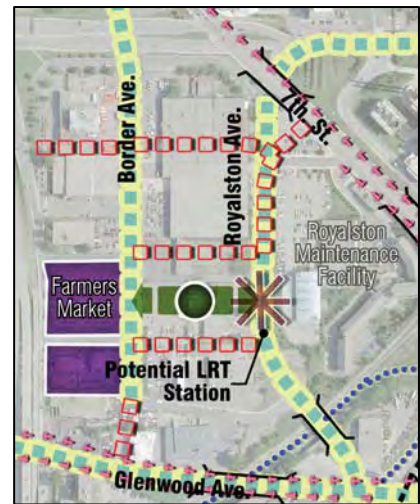 7th. St.
Border Ave.
Royalston Ave.
Royalston
Maintenance
Facility
Farmers
Market
Potential LRT
Station
Glenwood Ave.